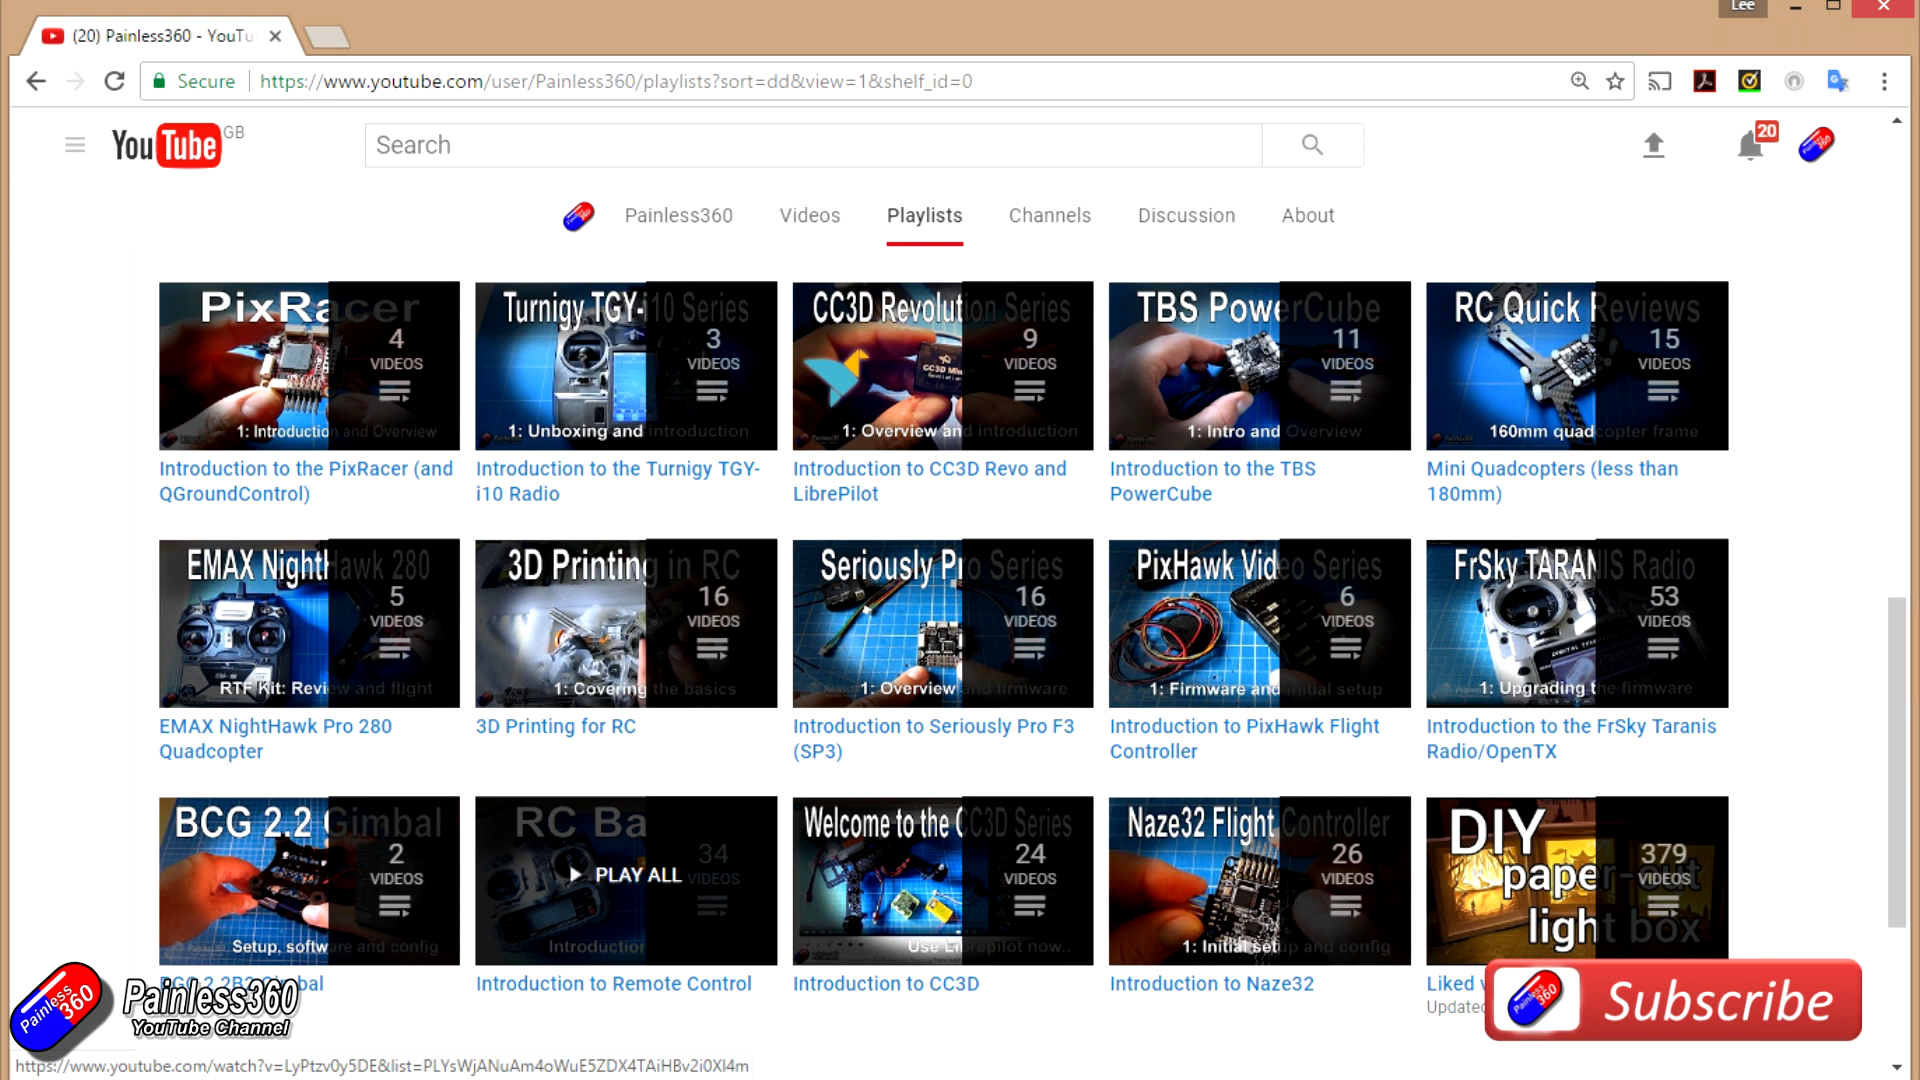 Lee
(20) Painless360 - YouTu
Secure
https://www.youtube.com/user/Painless360/playlists?sort=dd&view=1&shelf_id=0
YouTube GB
Search
20
Painless360 Videos Playlists Channels Discussion About
PixRacer
4
VIDEOS
1: Introduction and Overview
Introduction to the PixRacer (and
QGroundControl)
Turnigy TGY-i10 Series
3
VIDEOS
1: Unboxing and introduction
Introduction to the Turnigy TGY-
i10 Radio
CC3D Revolution Series
9
VIDEOS
1: Overview and introduction
Introduction to CC3D Revo and
LibrePilot
TBS PowerCube
11
VIDEOS
1: Intro and Overview
Introduction to the TBS
PowerCube
RC Quick Reviews
15
VIDEOS
160mm quadcopter frame
Mini Quadcopters (less than
180mm)
EMAX NightHawk 280
5
VIDEOS
RTF Kit: Review and flight
EMAX NightHawk Pro 280
Quadcopter
3D Printing in RC
16
VIDEOS
1: Covering the basics
3D Printing for RC
Seriously Pro Series
16
VIDEOS
1: Overview and firmware
Introduction to Seriously Pro F3
(SP3)
PixHawk Video Series
6
VIDEOS
1: Firmware and initial setup
Introduction to PixHawk Flight
Controller
FrSky TARANIS Radio
53
VIDEOS
1: Upgrading the firmware
Introduction to the FrSky Taranis
Radio/OpenTX
BCG 2.2 Gimbal
2
VIDEOS
Setup, software and config
RC Ba
34
VIDEOS
PLAY ALL
Introduction
Introduction to Remote Control
Welcome to the CC3D Series
24
VIDEOS
Use Librepilot now..
Introduction to CC3D
Naze32 Flight Controller
26
VIDEOS
1: Initial setup and config
Introduction to Naze32
DIY
paper-cut
light box
379
VIDEOS
Liked
Updated
Painless360
Painless360
YouTube Channel
Subscribe
https://www.youtube.com/watch?v=LyPtzv0y5DE&list=PLYsWjANuAm4oWuE5ZDX4TAiHBv2i0Xl4m